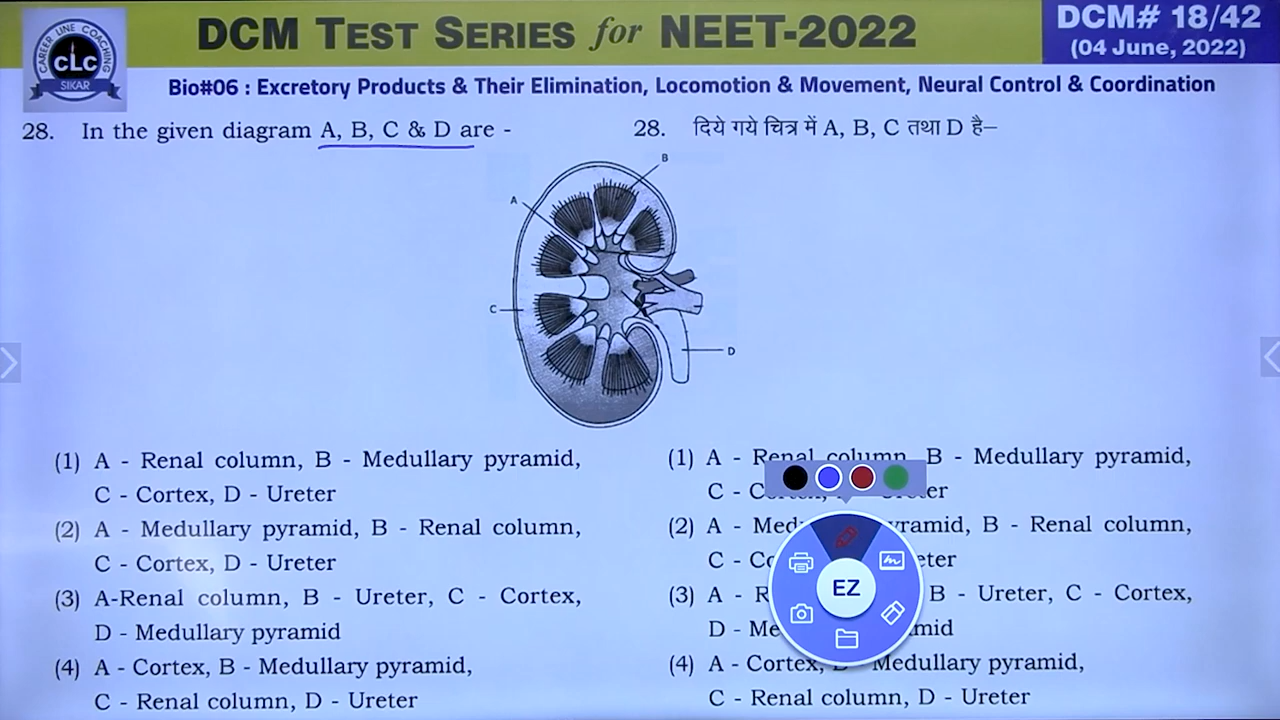 CAREER LINE COACHING
CLC
SIKAR
DCM TEST SERIES for NEET-2022
DCM# 18/42
(04 June, 2022)
Bio#06 : Excretory Products & Their Elimination, Locomotion & Movement, Neural Control & Coordination
28. In the given diagram A, B, C & D are -
28. दिये गये चित्र में A, B, C तथा D है–
B
A
C
D
(1) A - Renal column, B - Medullary pyramid,
C - Cortex, D - Ureter
(2) A - Medullary pyramid, B - Renal column,
C - Cortex, D - Ureter
(3) A-Renal column, B - Ureter, C - Cortex,
D - Medullary pyramid
(4) A - Cortex, B - Medullary pyramid,
C - Renal column, D - Ureter
(1) A - Renal column, B - Medullary pyramid,
C -
(2) A - pyramid, B - Renal column,
C -
(3) A - B - Ureter, C - Cortex,
D -
(4) A - Cortex, Medullary pyramid,
C - Renal column, D - Ureter
EZ